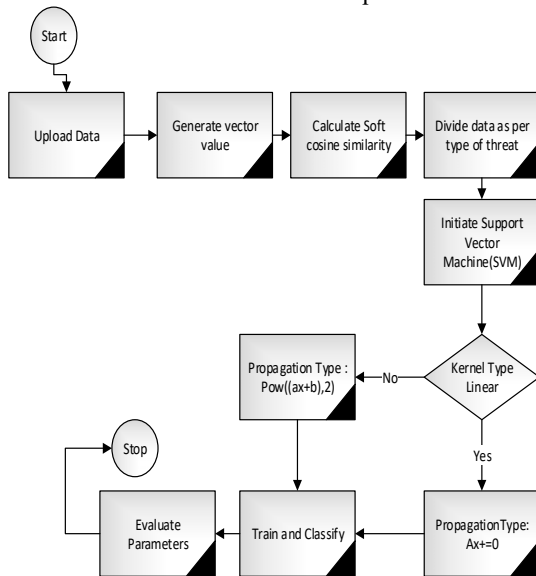 Start
Upload Data
Generate vector
value
Calculate Soft
cosine similarity
Divide data as per
type of threat
Initiate Support
Vector
Machine(SVM)
Kernel Type
Linear
No
Yes
Propagation Type :
Pow((ax+b),2)
PropagationType:
Ax+=0
Train and Classify
Evaluate
Parameters
Stop